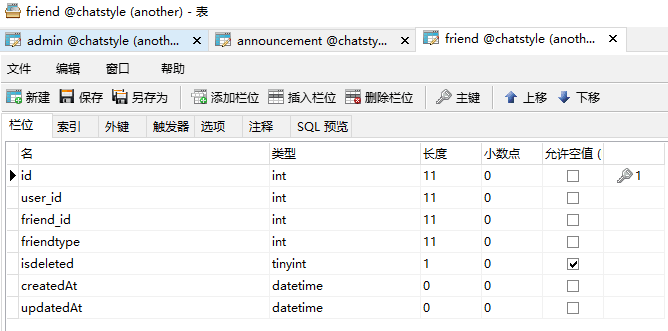 friend @chatstyle (another) - 表
admin @chatstyle (anoth... announcement @chatsty... friend @chatstyle (anoth...
文件 编辑 窗口 帮助
新建 保存 另存为 添加栏位 插入栏位 删除栏位 主键 上移 下移
栏位 索引 外键 触发器 选项 注释 SQL 预览
名 类型 长度 小数点 允许空值 (
id int 11 0 1
user_id int 11 0
friend_id int 11 0
friendtype int 11 0
isdeleted tinyint 1 0
createdAt datetime 0 0
updatedAt datetime 0 0